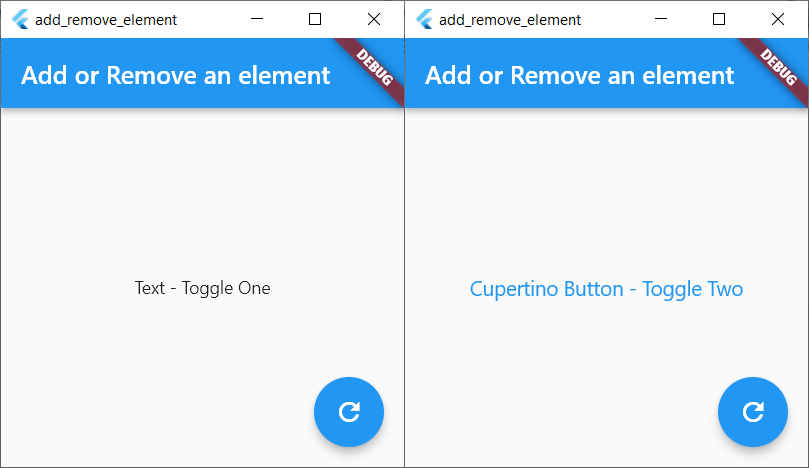 add_remove_element
Add or Remove an element
DEBUG
Text - Toggle One
add_remove_element
Add or Remove an element
DEBUG
Cupertino Button - Toggle Two